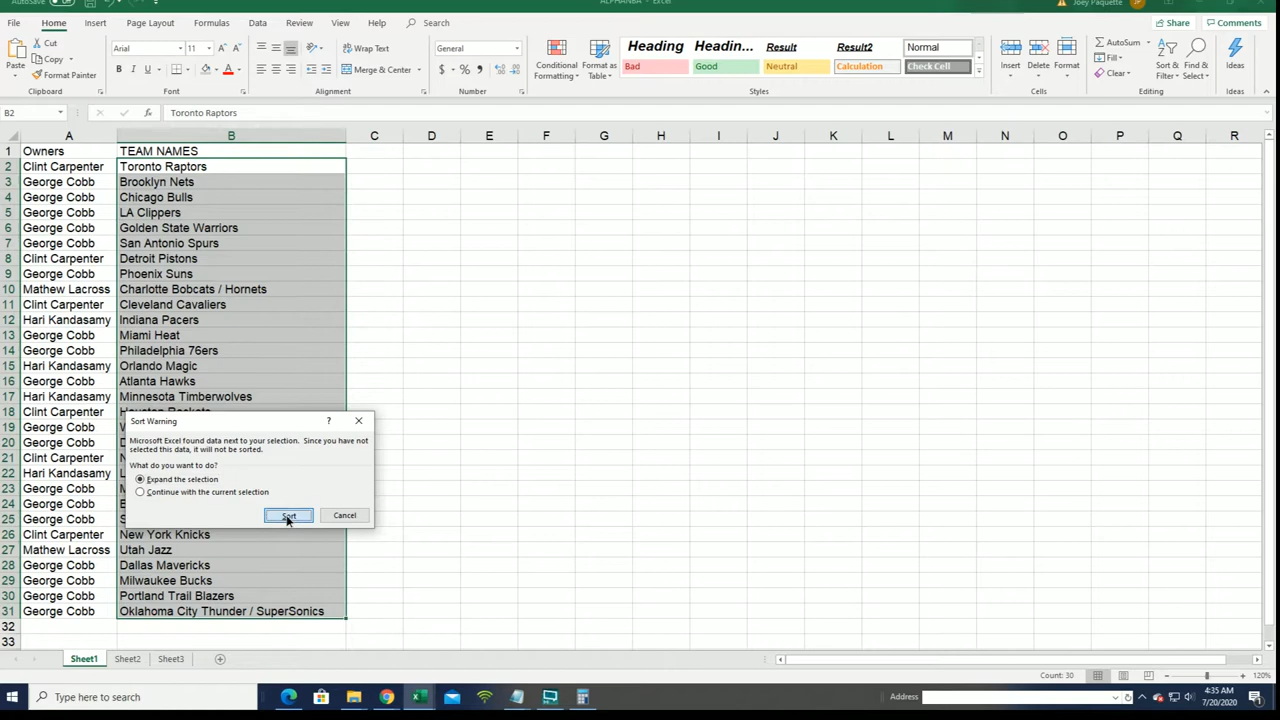 AutoSave Off
ALPHANBA - Excel
Joey Paquette JP
File Home Insert Page Layout Formulas Data Review View Help Search Share Comments
Paste Cut Copy Format Painter Clipboard
Arial 11 B I U A Font
Wrap Text Merge & Center Alignment
General $ % Number
Conditional Formatting Format as Table
Heading Headin... Result Result2 Normal
Bad Good Neutral Calculation Check Cell
Styles
Insert Delete Format Cells
AutoSum Fill Clear Sort & Filter Find & Select Editing
Ideas Ideas
B2 fx Toronto Raptors
A B C D E F G H I J K L M N O P Q R
1 Owners TEAM NAMES
2 Clint Carpenter Toronto Raptors
3 George Cobb Brooklyn Nets
4 George Cobb Chicago Bulls
5 George Cobb LA Clippers
6 George Cobb Golden State Warriors
7 George Cobb San Antonio Spurs
8 Clint Carpenter Detroit Pistons
9 George Cobb Phoenix Suns
10 Mathew Lacross Charlotte Bobcats / Hornets
11 Clint Carpenter Cleveland Cavaliers
12 Hari Kandasamy Indiana Pacers
13 George Cobb Miami Heat
14 George Cobb Philadelphia 76ers
15 Hari Kandasamy Orlando Magic
16 George Cobb Atlanta Hawks
17 Hari Kandasamy Minnesota Timberwolves
18 Clint Carpenter
19 George Cobb W
20 George Cobb D
21 Clint Carpenter N
22 Hari Kandasamy L
23 George Cobb M
24 George Cobb
25 George Cobb S
26 Clint Carpenter New York Knicks
27 Mathew Lacross Utah Jazz
28 George Cobb Dallas Mavericks
29 George Cobb Milwaukee Bucks
30 George Cobb Portland Trail Blazers
31 George Cobb Oklahoma City Thunder / SuperSonics
32
33
Sort Warning ?
Microsoft Excel found data next to your selection. Since you have not
selected this data, it will not be sorted.
What do you want to do?
Expand the selection
Continue with the current selection
Sort Cancel
Sheet1 Sheet2 Sheet3
Count: 30 120%
Type here to search
Address
4:35 AM
7/20/2020
1